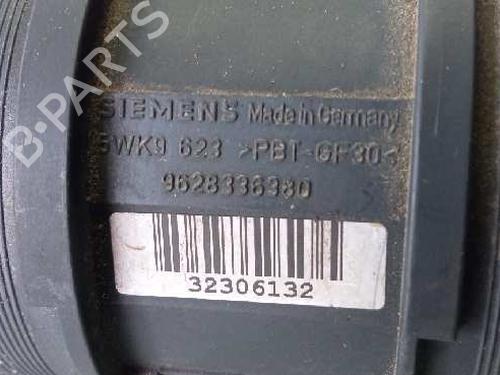 B-PARTS
SIEMENS Made in Germany
5WK9 623 >PBT-GF30<
9628336380
32306132